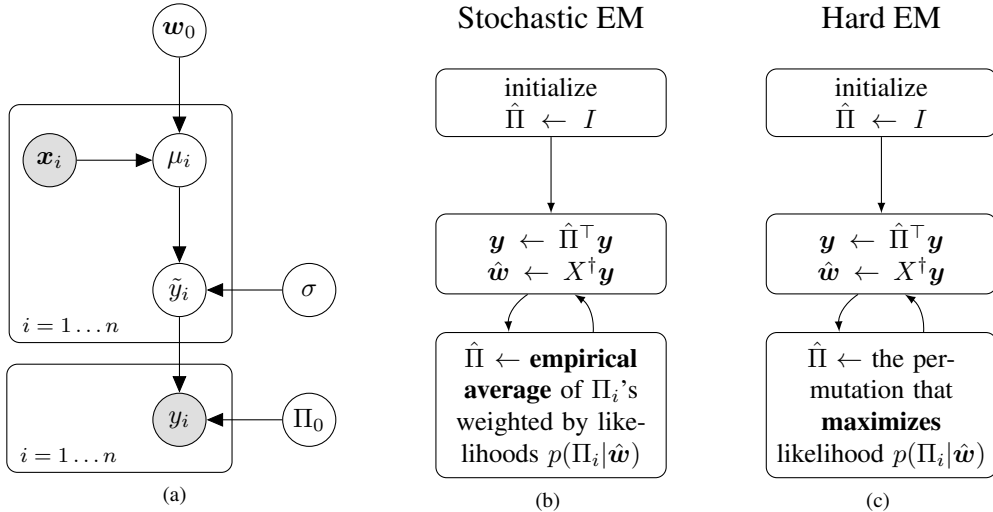 w₀
xᵢ
μᵢ
ỹᵢ
σ
i = 1 … n
yᵢ
Π₀
i = 1 … n
(a)
Stochastic EM
initialize
Π̂ ← I
y ← Π̂⊤y
ŵ ← X†y
Π̂ ← empirical
average of Πᵢ's
weighted by like-
lihoods p(Πᵢ|ŵ)
(b)
Hard EM
initialize
Π̂ ← I
y ← Π̂⊤y
ŵ ← X†y
Π̂ ← the per-
mutation that
maximizes
likelihood p(Πᵢ|ŵ)
(c)